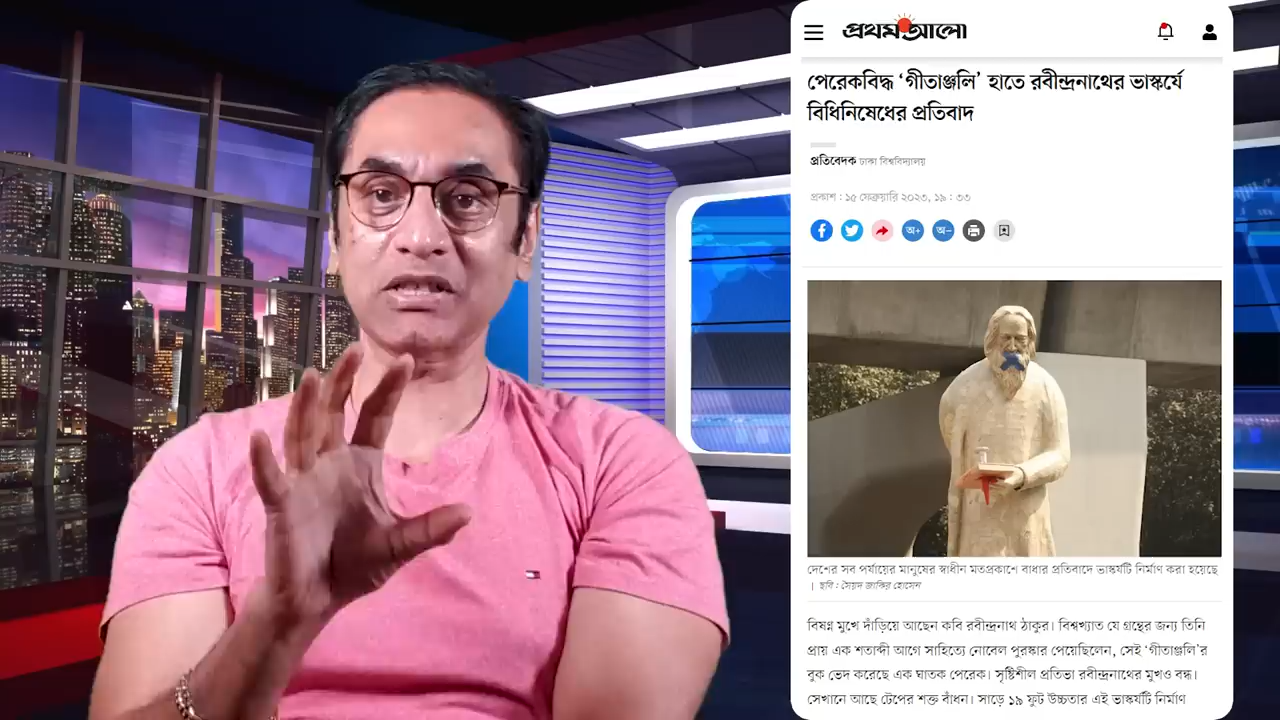 প্রথম আলো
পেরেকবিদ্ধ ‘গীতাঞ্জলি’ হাতে রবীন্দ্রনাথের ভাস্কর্যে
বিধিনিষেধের প্রতিবাদ
প্রতিবেদক ঢাকা বিশ্ববিদ্যালয়
প্রকাশ : ১৫ ফেব্রুয়ারি ২০২৩, ১৯ : ৩৩
অ+ অ−
দেশের সব পর্যায়ের মানুষের স্বাধীন মতপ্রকাশে বাধার প্রতিবাদে ভাস্কর্যটি নির্মাণ করা হয়েছে
। ছবি : সৈয়দ জাকির হোসেন
বিষণ্ন মুখে দাঁড়িয়ে আছেন কবি রবীন্দ্রনাথ ঠাকুর। বিশ্বখ্যাত যে গ্রন্থের জন্য তিনি
প্রায় এক শতাব্দী আগে সাহিত্যে নোবেল পুরস্কার পেয়েছিলেন, সেই ‘গীতাঞ্জলি’র
বুক ভেদ করেছে এক ঘাতক পেরেক। সৃষ্টিশীল প্রতিভা রবীন্দ্রনাথের মুখও বন্ধ।
সেখানে আছে টেপের শক্ত বাঁধন। সাড়ে ১৯ ফুট উচ্চতার এই ভাস্কর্যটি নির্মাণ